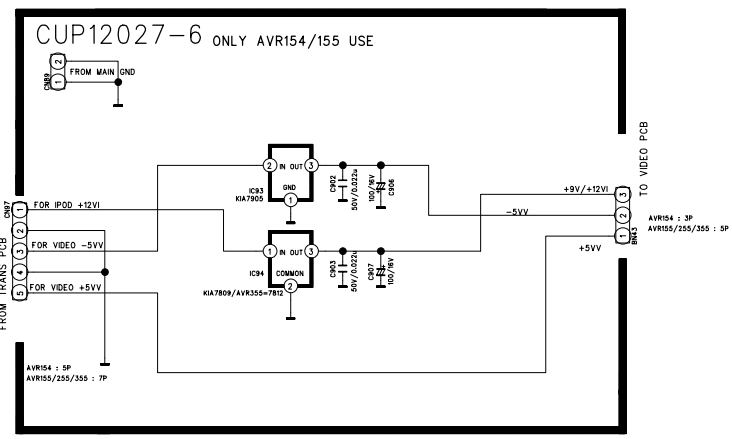 CUP12027-6 ONLY AVR154/155 USE
2
FROM MAIN GND
1
CN89
TO VIDEO PCB
2 IN OUT 3
GND
1
IC93
KIA7905
C902
50V/0.022u
100/16V
C906
+9V/+12VI
3
-5VV
2
AVR154 : 3P
AVR155/255/355 : 5P
1
BN43
+5VV
CN97
1
FOR IPOD +12VI
2
3
FOR VIDEO -5VV
4
5
FOR VIDEO +5VV
FROM TRANS PCB
1 IN OUT 3
COMMON
2
IC94
KIA7809/AVR355=7812
C903
50V/0.022u
C907
100/16V
AVR154 : 5P
AVR155/255/355 : 7P